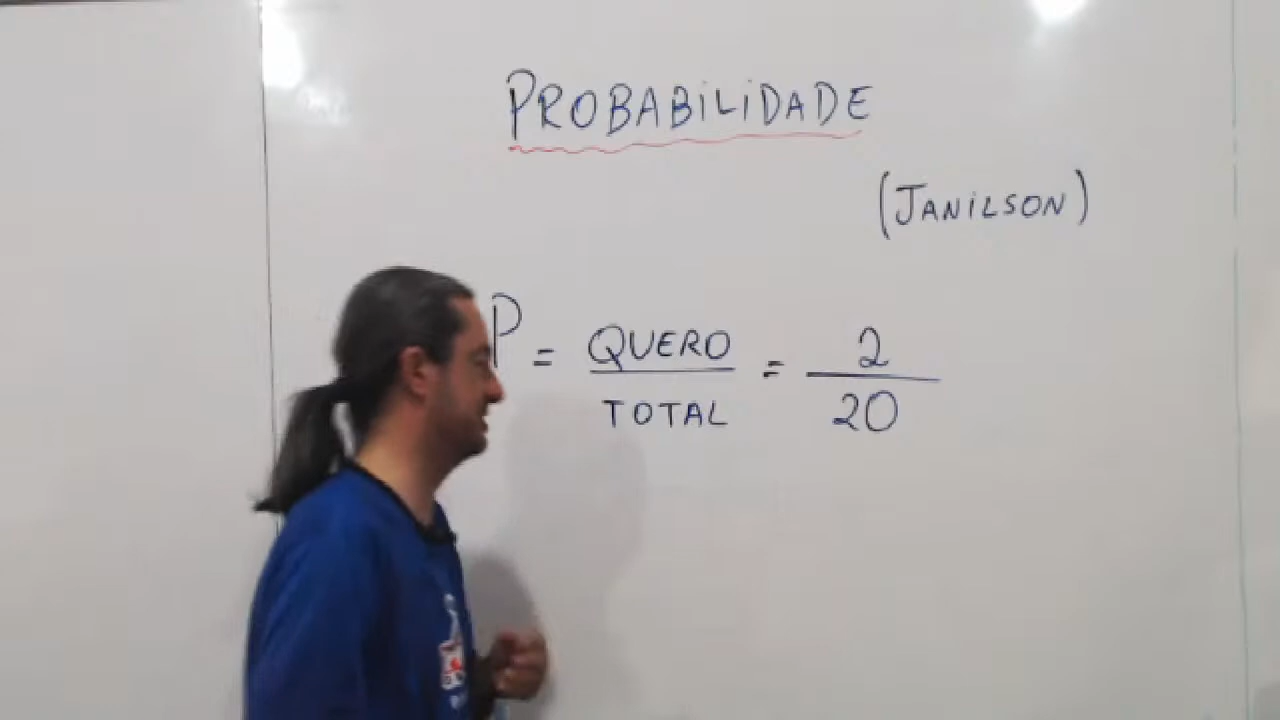 PROBABILIDADE
(JANILSON)
P = QUERO / TOTAL = 2 / 20